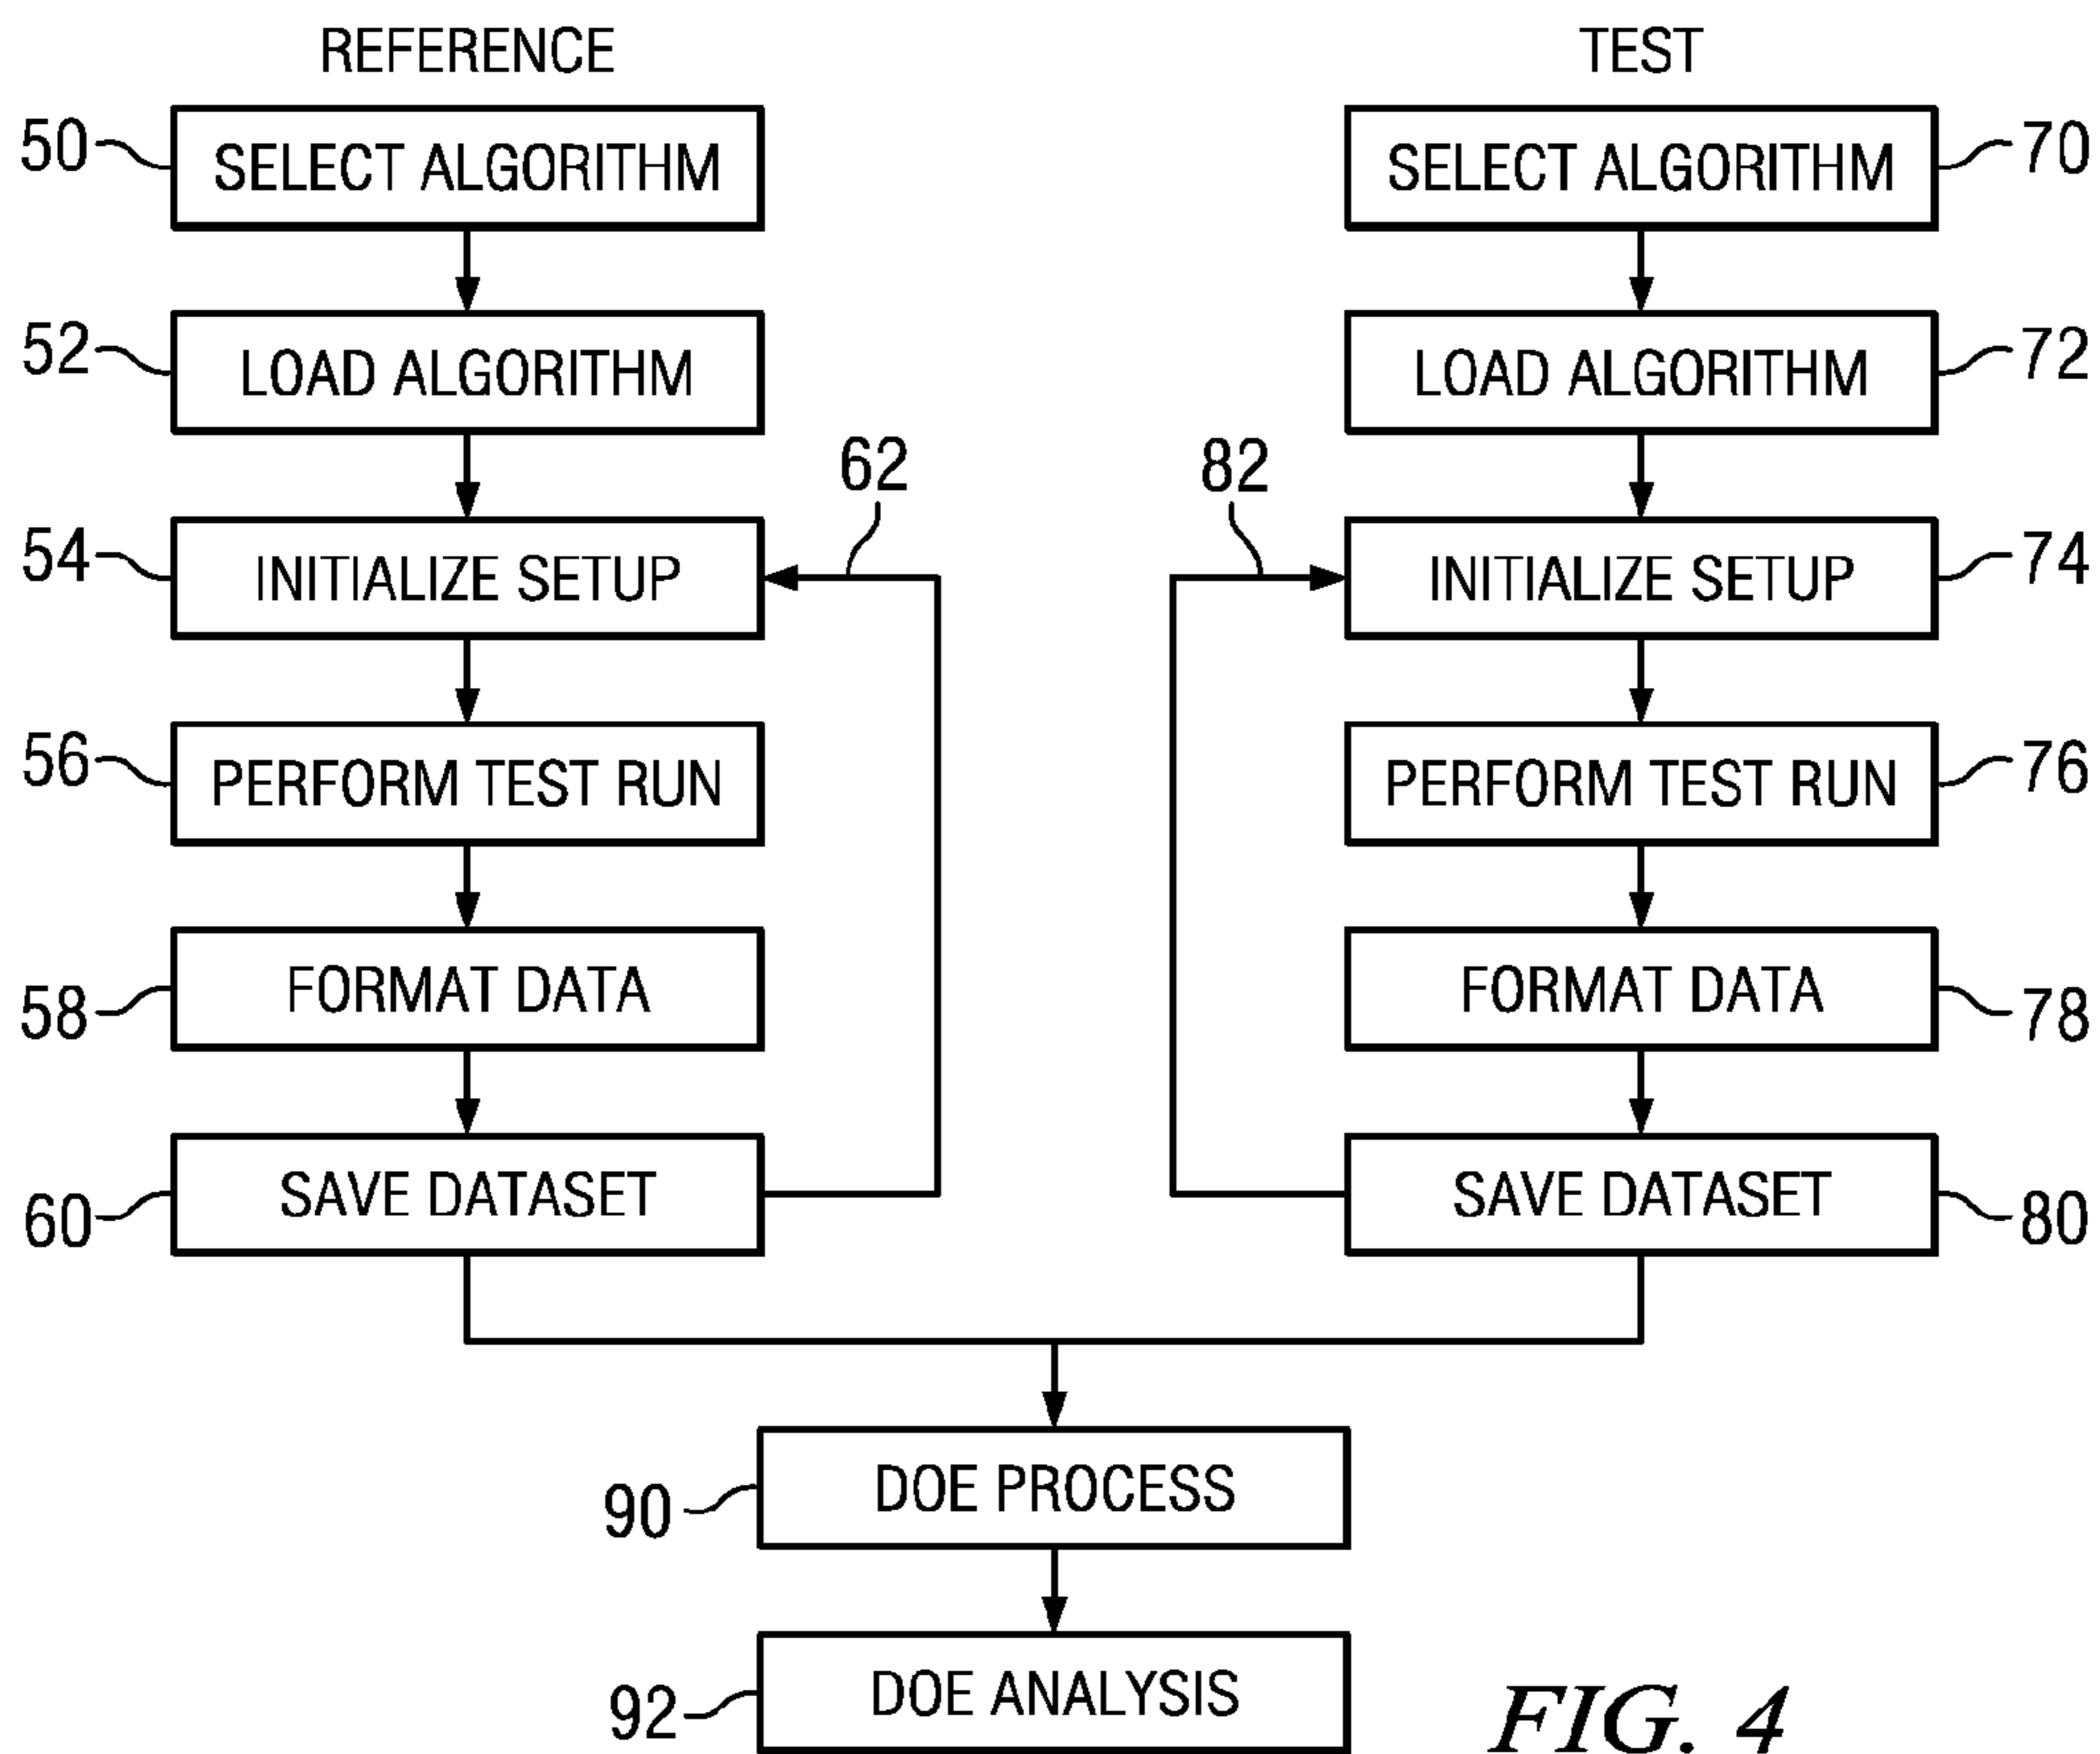 REFERENCE
50
SELECT ALGORITHM
52
LOAD ALGORITHM
62
54
INITIALIZE SETUP
56
PERFORM TEST RUN
58
FORMAT DATA
60
SAVE DATASET
TEST
SELECT ALGORITHM
70
LOAD ALGORITHM
72
82
INITIALIZE SETUP
74
PERFORM TEST RUN
76
FORMAT DATA
78
SAVE DATASET
80
90
DOE PROCESS
92
DOE ANALYSIS
FIG. 4